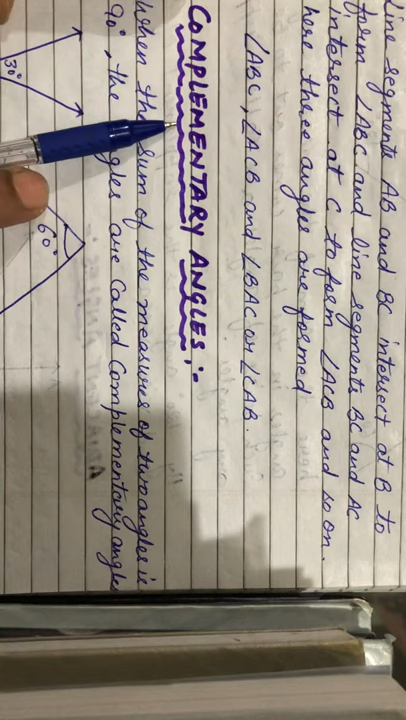 line segments AB and BC intersect at B to
form ∠ABC and line segments BC and AC
intersect at C to form ∠ACB and so on.
here three angles are formed
∠ABC, ∠ACB and ∠BAC or ∠CAB.
COMPLEMENTARY ANGLES:-
When the sum of the measures of two angles is
90°, the angles are called Complementary angles
30°
60°